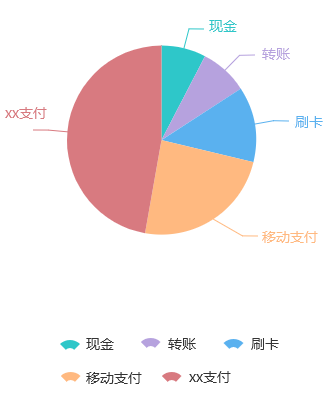 现金
转账
xx支付
刷卡
移动支付
现金 转账 刷卡
移动支付 xx支付